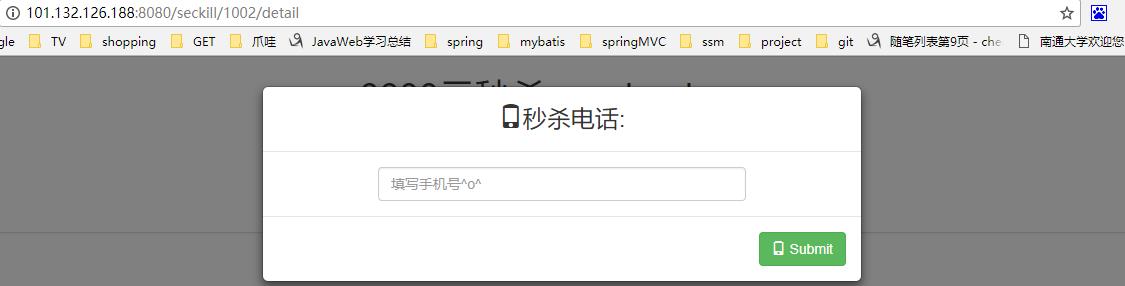 101.132.126.188:8080/seckill/1002/detail
gle TV shopping GET 爪哇 JavaWeb学习总结 spring mybatis springMVC ssm project git 随笔列表第9页 - che 南通大学欢迎您
秒杀电话:
填写手机号^o^
Submit